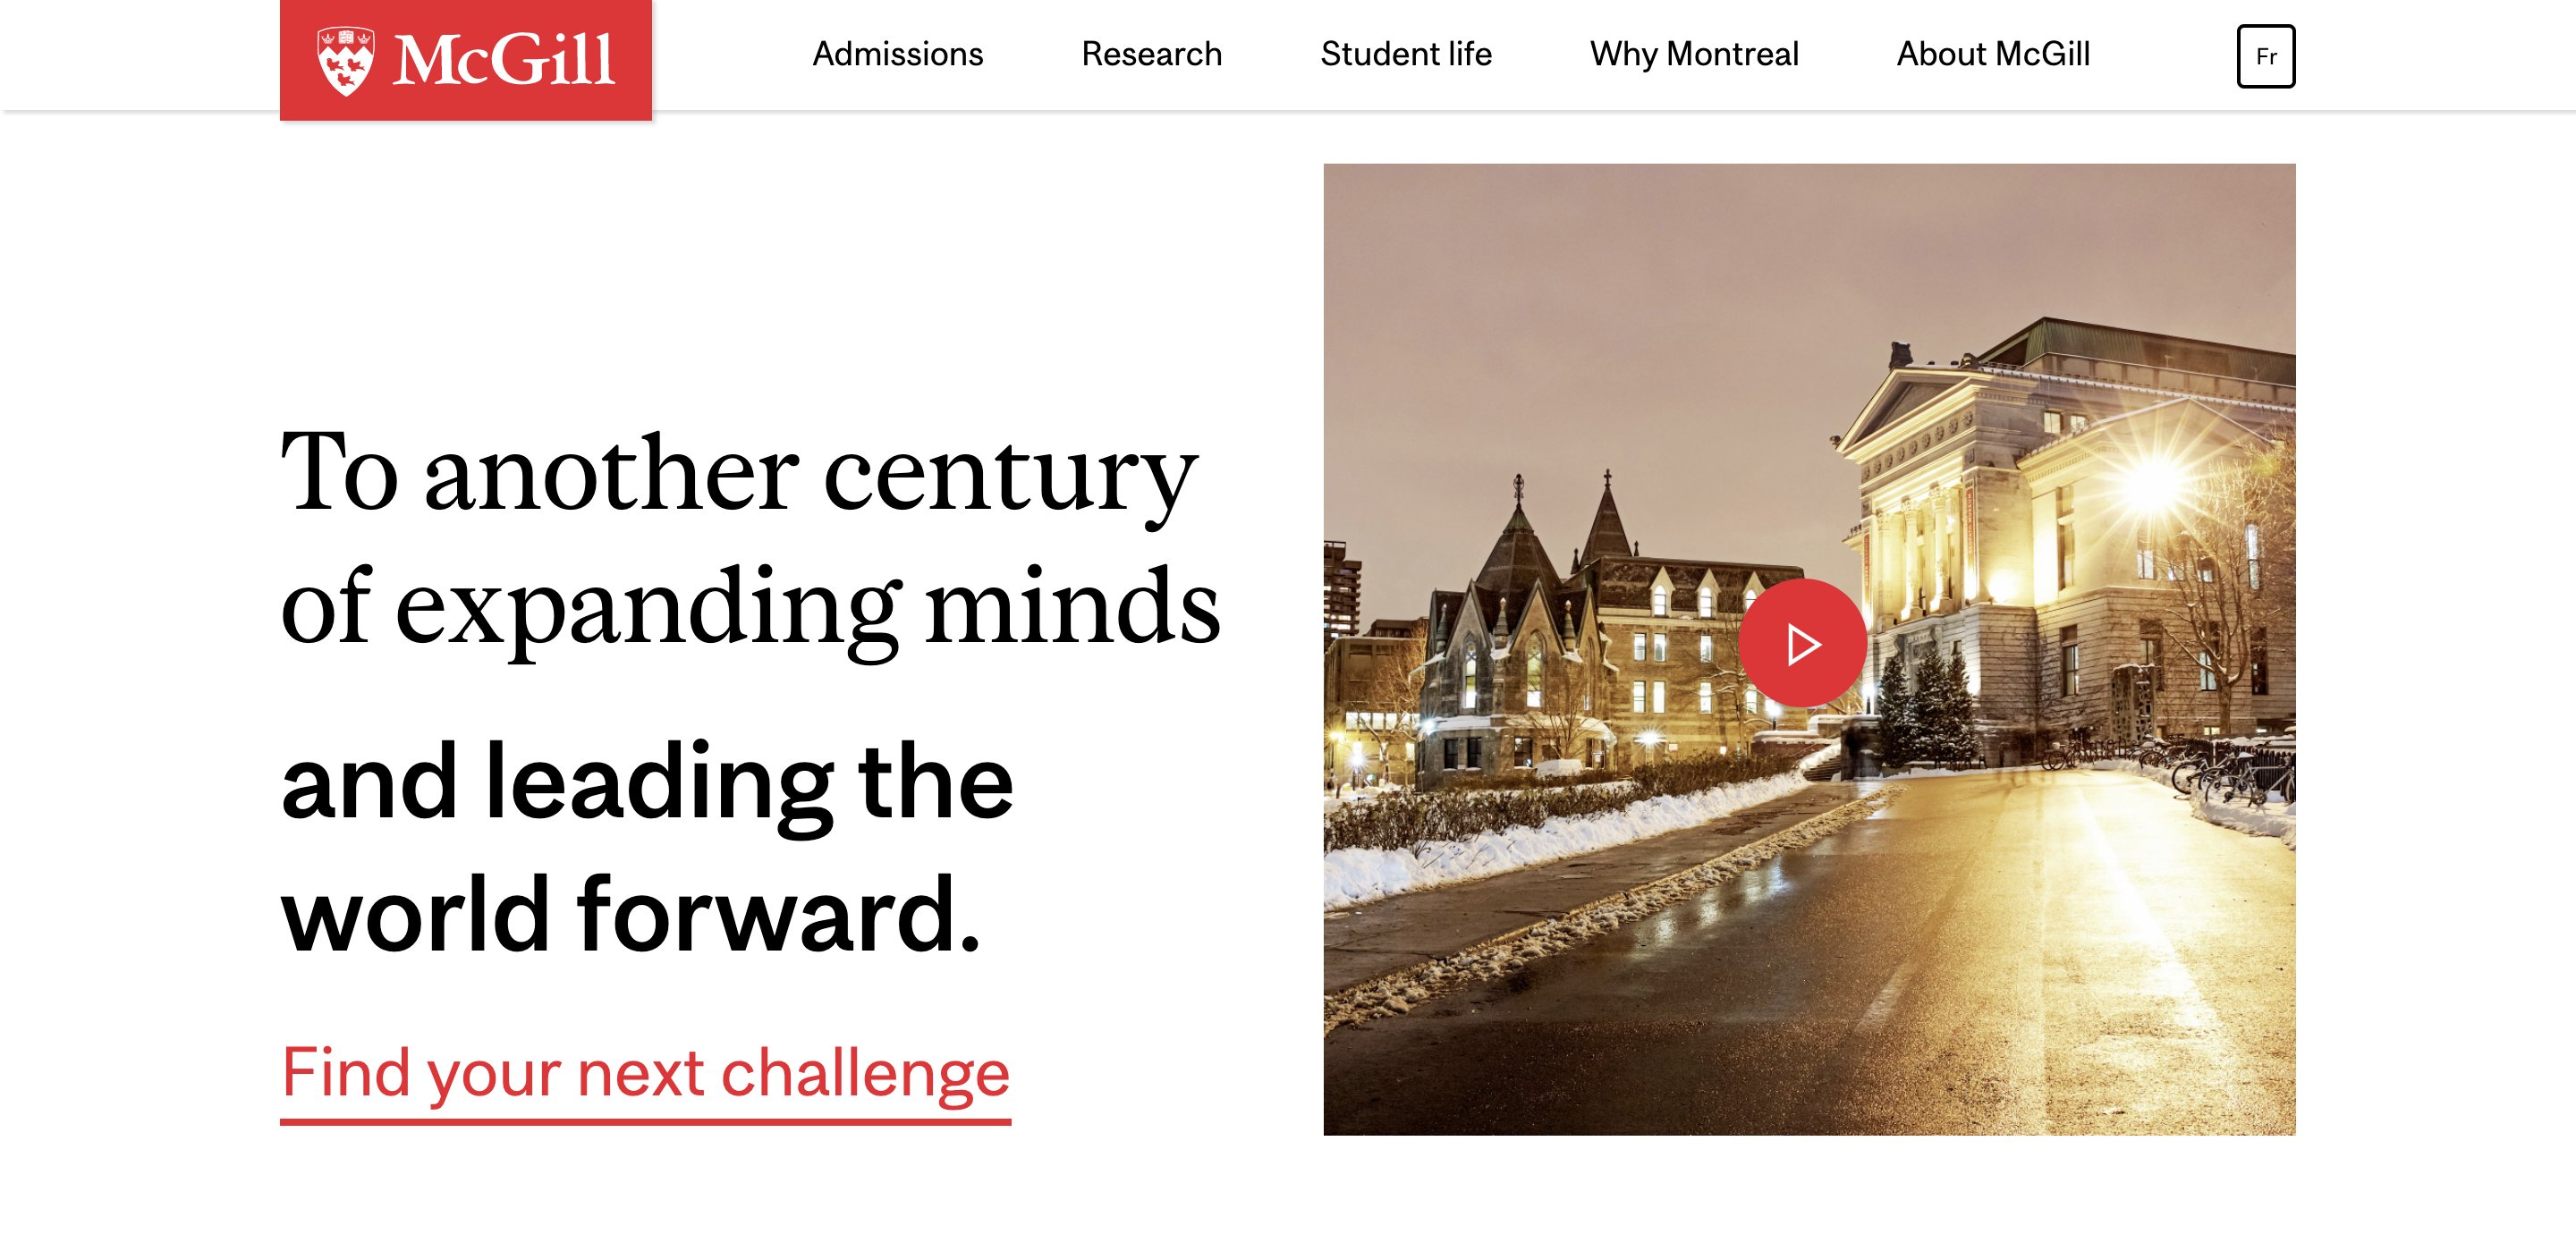 McGill
Admissions
Research
Student life
Why Montreal
About McGill
Fr
To another century
of expanding minds
and leading the
world forward.
Find your next challenge